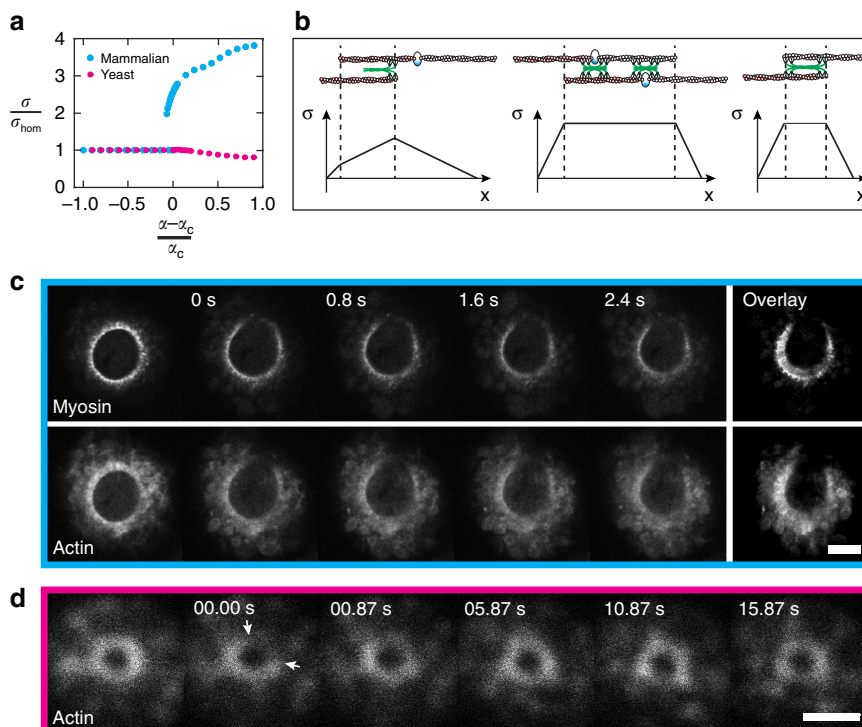 a
b
4
3
2
1
0
σ
σhom
Mammalian
Yeast
−1.0
−0.5
0
0.5
1.0
α−αc
αc
σ
x
σ
x
σ
x
c
0 s
0.8 s
1.6 s
2.4 s
Overlay
Myosin
Actin
d
00.00 s
00.87 s
05.87 s
10.87 s
15.87 s
Actin